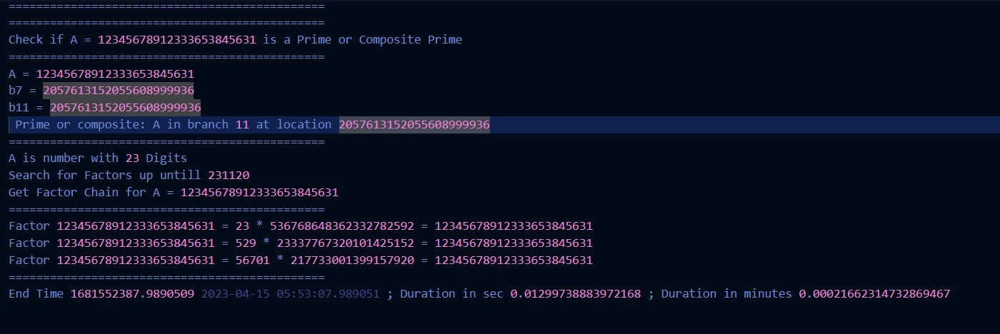 ==============================================
==============================================
Check if A = 12345678912333653845631 is a Prime or Composite Prime
==============================================
A = 12345678912333653845631
b7 = 2057613152055608999936
b11 = 2057613152055608999936
Prime or composite: A in branch 11 at location 2057613152055608999936
==============================================
A is number with 23 Digits
Search for Factors up untill 231120
Get Factor Chain for A = 12345678912333653845631
==============================================
Factor 12345678912333653845631 = 23 * 536768648362332782592 = 12345678912333653845631
Factor 12345678912333653845631 = 529 * 23337767320101425152 = 12345678912333653845631
Factor 12345678912333653845631 = 56701 * 217733001399157920 = 12345678912333653845631
==============================================
End Time 1681552387.9890509 2023-04-15 05:53:07.989051 ; Duration in sec 0.01299738883972168 ; Duration in minutes 0.00021662314732869467